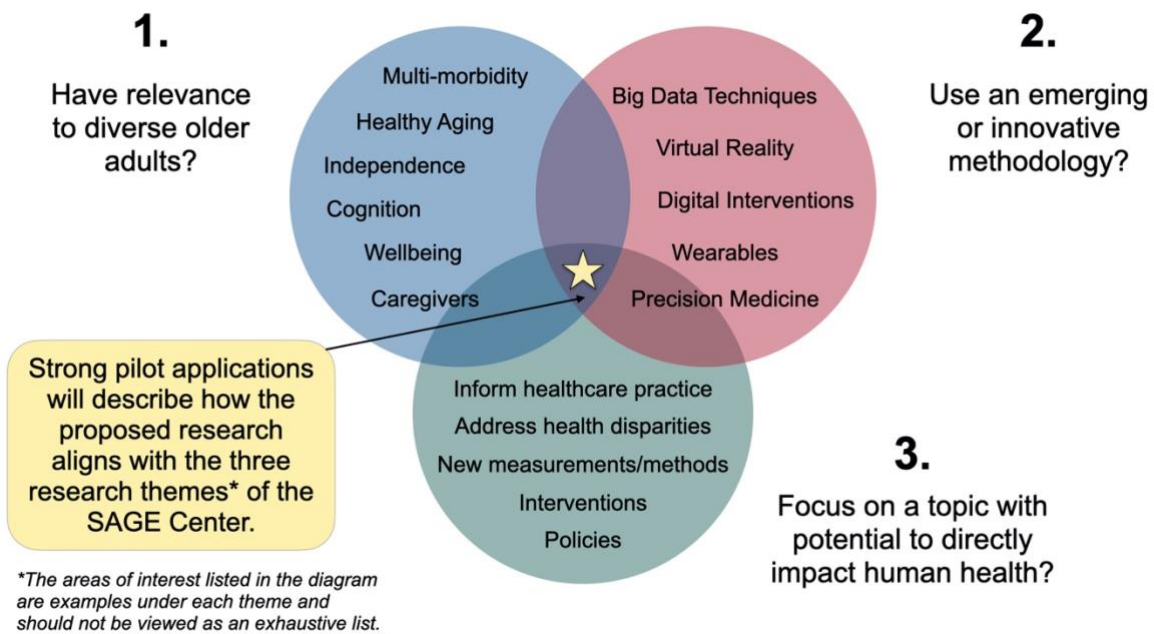 1.
Have relevance
to diverse older
adults?
Multi-morbidity
Healthy Aging
Independence
Cognition
Wellbeing
Caregivers
Big Data Techniques
Virtual Reality
Digital Interventions
Wearables
Precision Medicine
2.
Use an emerging
or innovative
methodology?
Strong pilot applications
will describe how the
proposed research
aligns with the three
research themes* of the
SAGE Center.
Inform healthcare practice
Address health disparities
New measurements/methods
Interventions
Policies
3.
Focus on a topic with
potential to directly
impact human health?
*The areas of interest listed in the diagram
are examples under each theme and
should not be viewed as an exhaustive list.